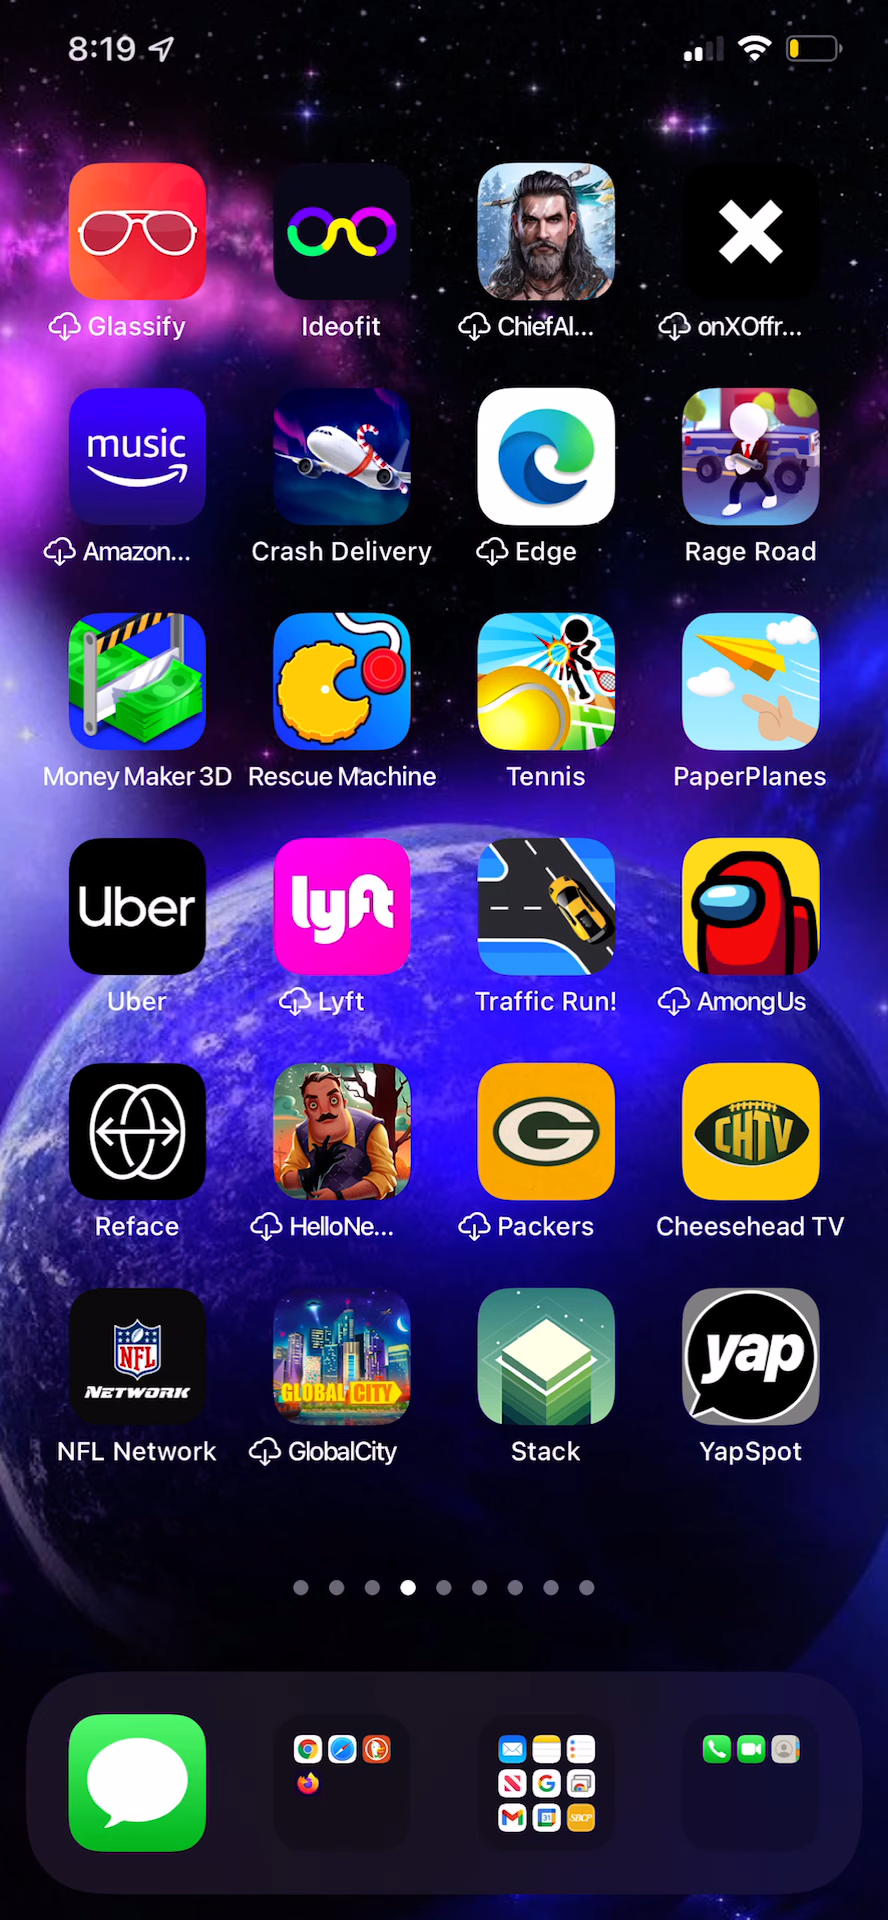 8:19
Glassify
Ideofit
ChiefAl...
onXOffr...
music
Amazon...
Crash Delivery
Edge
Rage Road
Money Maker 3D
Rescue Machine
Tennis
PaperPlanes
Uber
lyft
Uber
Lyft
Traffic Run!
AmongUs
G
CHTV
Reface
HelloNe...
Packers
Cheesehead TV
NFL
NETWORK
GLOBAL CITY
yap
NFL Network
GlobalCity
Stack
YapSpot
31
SBCP